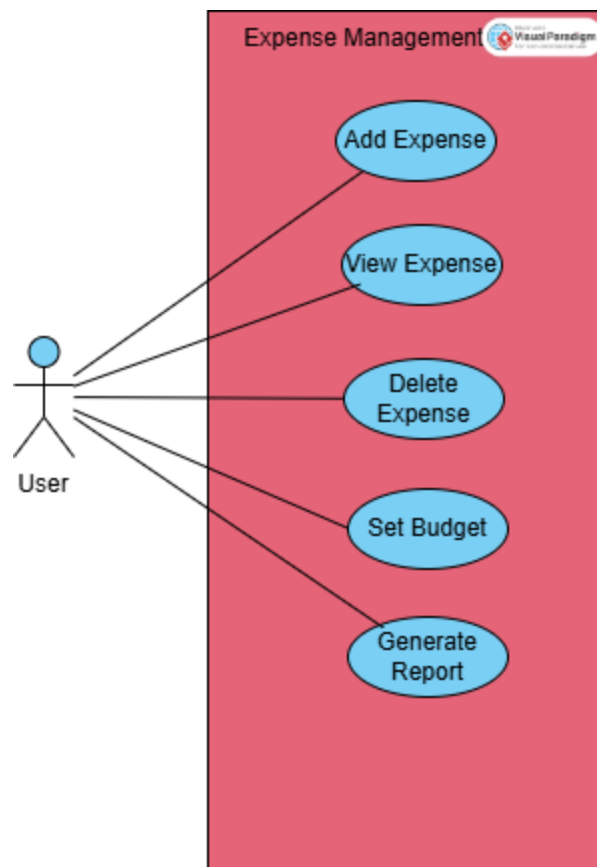 Expense Management
Visual Paradigm
Add Expense
View Expense
Delete
Expense
User
Set Budget
Generate
Report